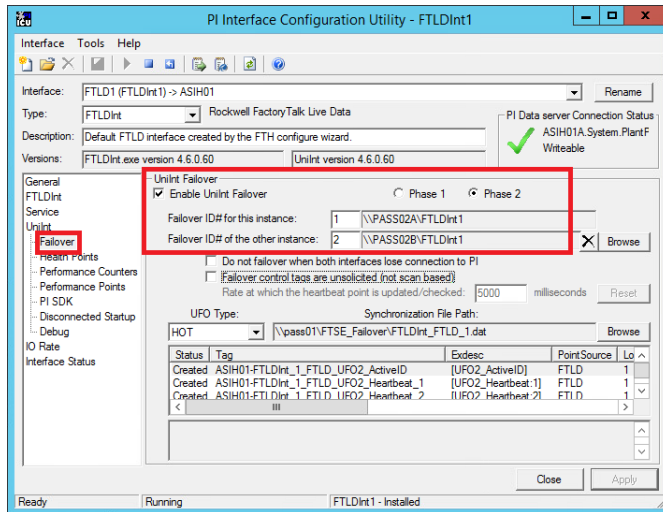 PI Interface Configuration Utility - FTLDInt1
Interface Tools Help
Interface: FTLD1 (FTLDInt1) -> ASIH01 Rename
Type: FTLDInt Rockwell FactoryTalk Live Data
PI Data server Connection Status
ASIH01A.System.PlantF
Writeable
Description: Default FTLD interface created by the FTH configure wizard.
Versions: FTLDInt.exe version 4.6.0.60 UniInt version 4.6.0.60
General
FTLDInt
Service
UniInt
Failover
Health Points
Performance Counters
Performance Points
PI SDK
Disconnected Startup
Debug
IO Rate
Interface Status
UniInt Failover
Enable UniInt Failover Phase 1 Phase 2
Failover ID# for this instance: 1 \\PASS02A\FTLDInt1
Failover ID# of the other instance: 2 \\PASS02B\FTLDInt1 Browse
Do not failover when both interfaces lose connection to PI
Failover control tags are unsolicited (not scan based)
Rate at which the heartbeat point is updated/checked: 5000 milliseconds Reset
UFO Type: Synchronization File Path:
HOT \\pass01\FTSE_Failover\FTLDInt_FTLD_1.dat Browse
Status Tag Exdesc PointSource Lo
Created ASIH01-FTLDInt_1_FTLD_UFO2_ActiveID [UFO2_ActiveID] FTLD 1
Created ASIH01-FTLDInt_1_FTLD_UFO2_Heartbeat_1 [UFO2_Heartbeat:1] FTLD 1
Created ASIH01-FTLDInt_1_FTLD_UFO2_Heartbeat_2 [UFO2_Heartbeat:2] FTLD 1
Close Apply
Ready Running FTLDInt1 - Installed